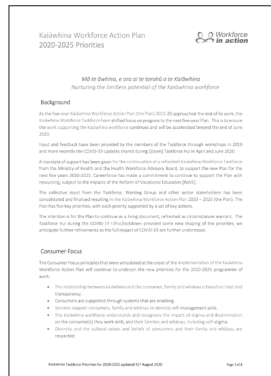 Kaiāwhina Workforce Action Plan
2020-2025 Priorities
Workforce
in action
Mā te āwhina, e ora ai te tarahū o te Kaiāwhina
Nurturing the limitless potential of the Kaiāwhina workforce
Background
As the five-year Kaiāwhina Workforce Action Plan (the Plan) 2015-20 approached the end of its work, the
Kaiāwhina Workforce Taskforce have shifted focus on progress to the next five-year Plan. This is to ensure
the work supporting the Kaiāwhina workforce continues and will be accelerated beyond the end of June
2020.
Input and feedback have been provided by the members of the Taskforce through workshops in 2019
and more recently the COVID-19 updates shared during (Zoom) Taskforce hui in April and June 2020.
A mandate of support has been given for the continuation of a refreshed Kaiāwhina Workforce Taskforce
from the Ministry of Health and the Health Workforce Advisory Board, to support the new Plan for the
next five years 2020-2025. Careerforce has made a commitment to continue to support the Plan with
resourcing, subject to the impacts of the Reform of Vocational Education (RoVE).
This collective input from the Taskforce, Working Group and other sector stakeholders has been
consolidated and finalised resulting in the Kaiāwhina Workforce Action Plan 2020 – 2025 (the Plan). The
Plan has five key priorities, with each priority supported by a set of key actions.
The intention is for the Plan to continue as a living document, refreshed as circumstances warrant. The
Taskforce hui during the COVID-19 crisis/lockdown provided some new shaping of the priorities, we
anticipate further refinements as the full impact of COVID-19 are further understood.
Consumer Focus
The Consumer Focus principles that were articulated at the onset of the implementation of the Kaiāwhina
Workforce Action Plan will continue to underpin the new priorities for the 2020-2025 programme of
work.
• The relationship between Kaiāwhina and the consumer, family and whānau is based on trust and
transparency.
• Consumers are supported through systems that are enabling.
• Services support consumers, family and whānau to develop self-management skills.
• The Kaiāwhina workforce understands and recognises the impact of stigma and discrimination
on the consumer(s) they work with, and their families and whānau, including self-stigma.
• Diversity and the cultural values and beliefs of consumers and their family and whānau are
respected.
Kaiāwhina Workforce Taskforce Priorities for 2020-2025 updated 31st August 2020
Page 1 of 8